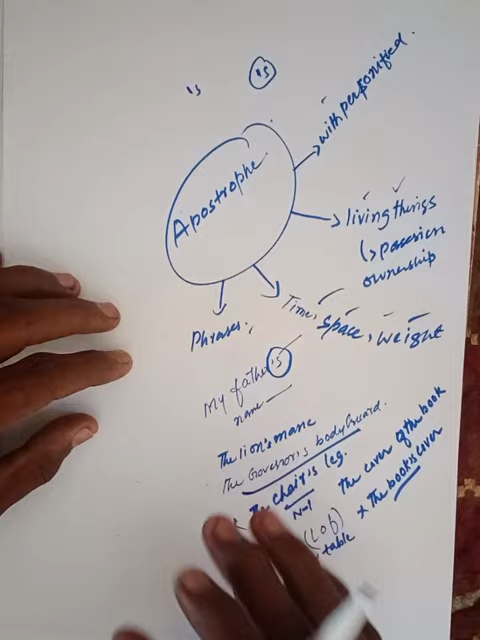 's 's
with personified.
Apostrophe
living things
↳ possession
ownership
Time, space, weight
Phrases.
My father's
name
The lion's mane
The Governor's bodyguard.
The chair's leg.
N-1
the cover of the book
x The book's cover
(Lof)
table